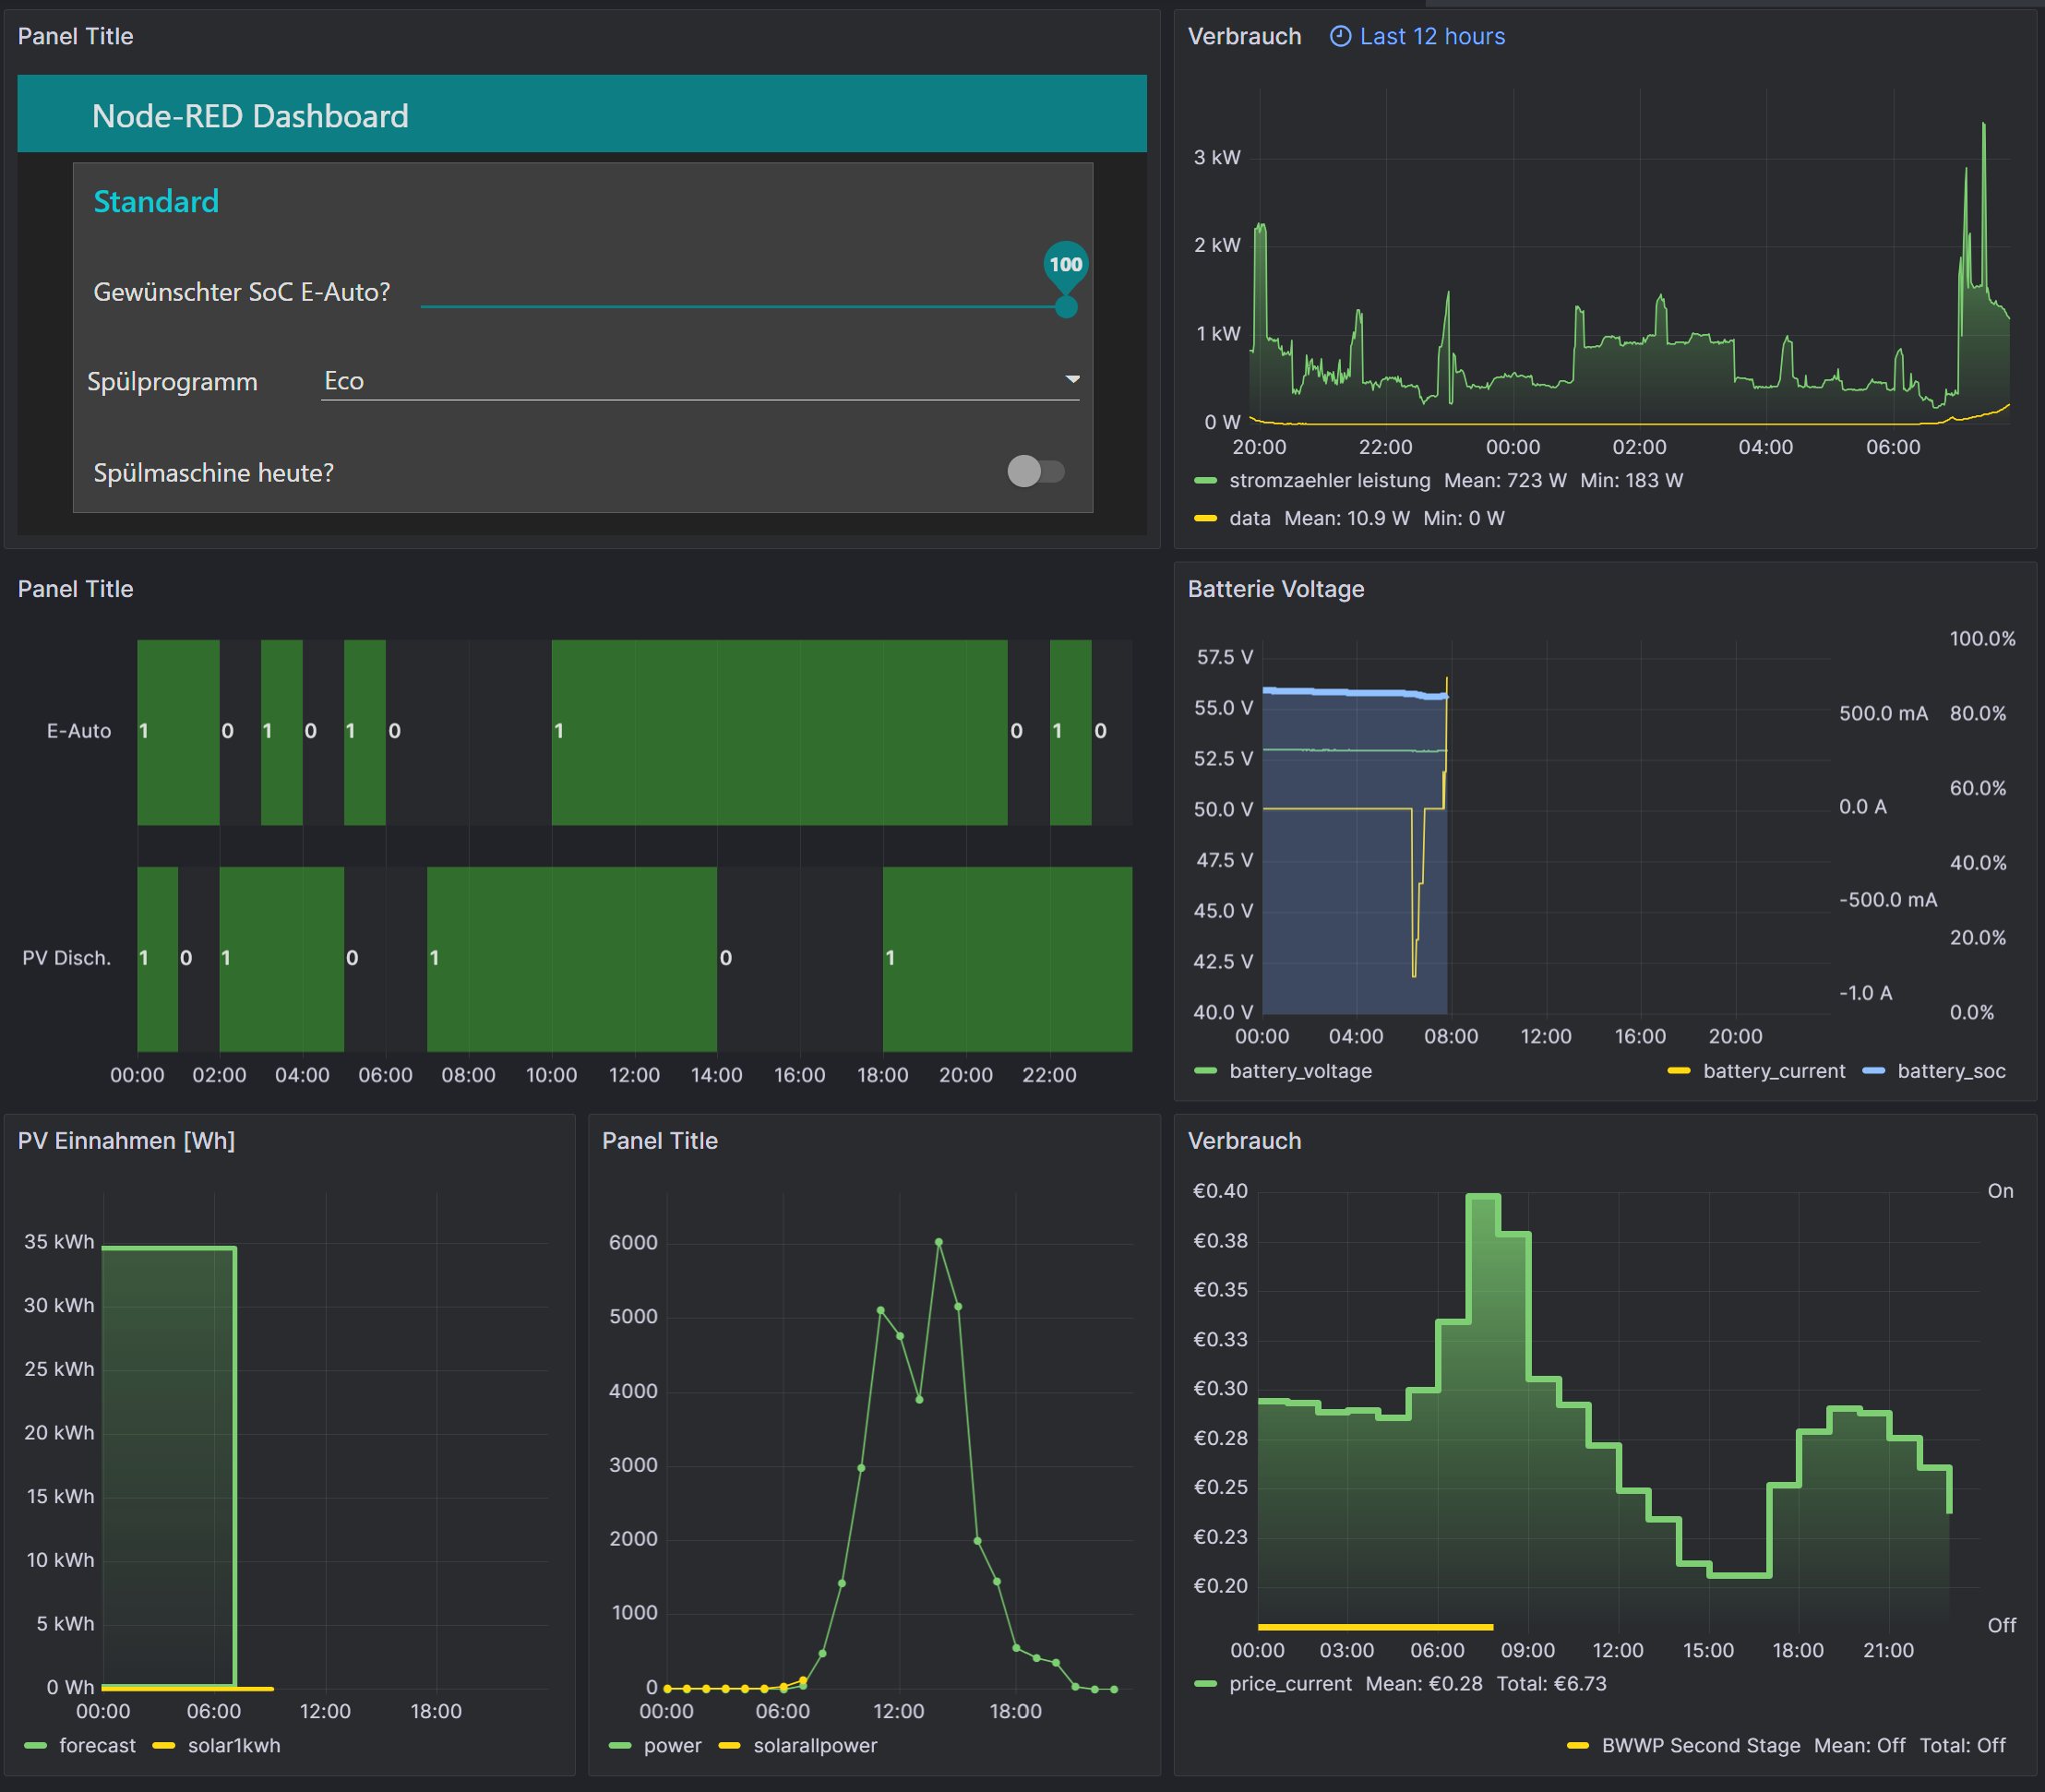 Panel Title
Node-RED Dashboard
Standard
Gewünschter SoC E-Auto?
100
Spülprogramm Eco
Spülmaschine heute?
Verbrauch Last 12 hours
3 kW
2 kW
1 kW
0 W
20:00 22:00 00:00 02:00 04:00 06:00
stromzaehler leistung Mean: 723 W Min: 183 W
data Mean: 10.9 W Min: 0 W
Panel Title
E-Auto 1 0 1 0 1 0 1 0 1 0
PV Disch. 1 0 1 0 1 0 1
00:00 02:00 04:00 06:00 08:00 10:00 12:00 14:00 16:00 18:00 20:00 22:00
Batterie Voltage
57.5 V
55.0 V
52.5 V
50.0 V
47.5 V
45.0 V
42.5 V
40.0 V
500.0 mA
0.0 A
-500.0 mA
-1.0 A
100.0%
80.0%
60.0%
40.0%
20.0%
0.0%
00:00 04:00 08:00 12:00 16:00 20:00
battery_voltage battery_current battery_soc
PV Einnahmen [Wh]
35 kWh
30 kWh
25 kWh
20 kWh
15 kWh
10 kWh
5 kWh
0 Wh
00:00 06:00 12:00 18:00
forecast solar1kwh
Panel Title
6000
5000
4000
3000
2000
1000
0
00:00 06:00 12:00 18:00
power solarallpower
Verbrauch
€0.40
€0.38
€0.35
€0.33
€0.30
€0.28
€0.25
€0.23
€0.20
On
Off
00:00 03:00 06:00 09:00 12:00 15:00 18:00 21:00
price_current Mean: €0.28 Total: €6.73
BWWP Second Stage Mean: Off Total: Off